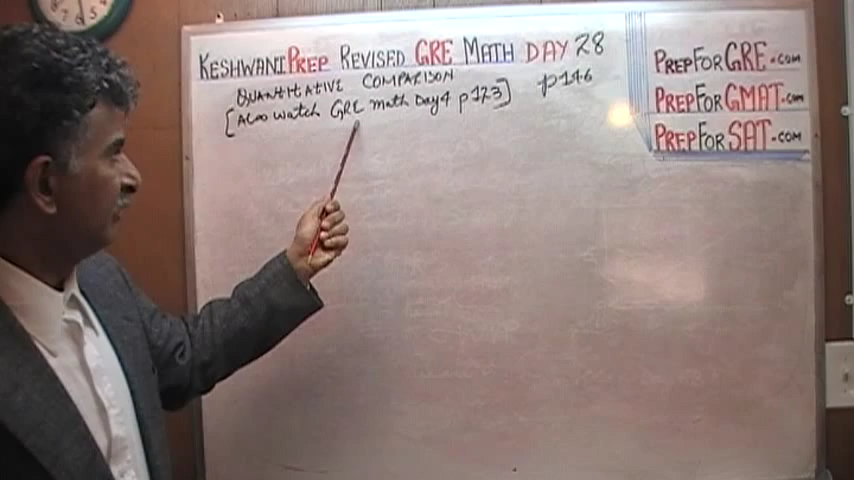 KESHWANIPREP REVISED GRE MATH DAY 28
QUANTITATIVE COMPARISON p146
[Also watch GRE math Day4 p123]
PREPFORGRE.COM
PREPFORGMAT.COM
PREPFORSAT.COM